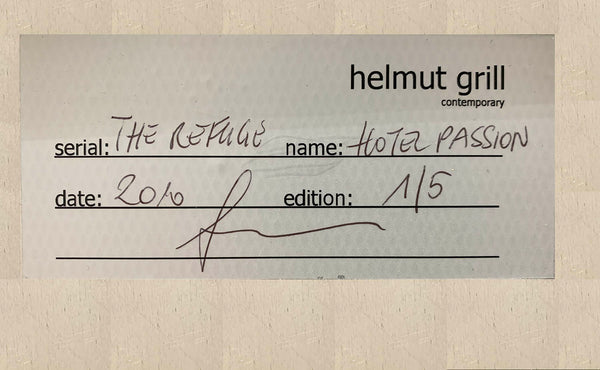 helmut grill
contemporary
serial: THE REFUGE name: HOTEL PASSION
date: 2010 edition: 1/5